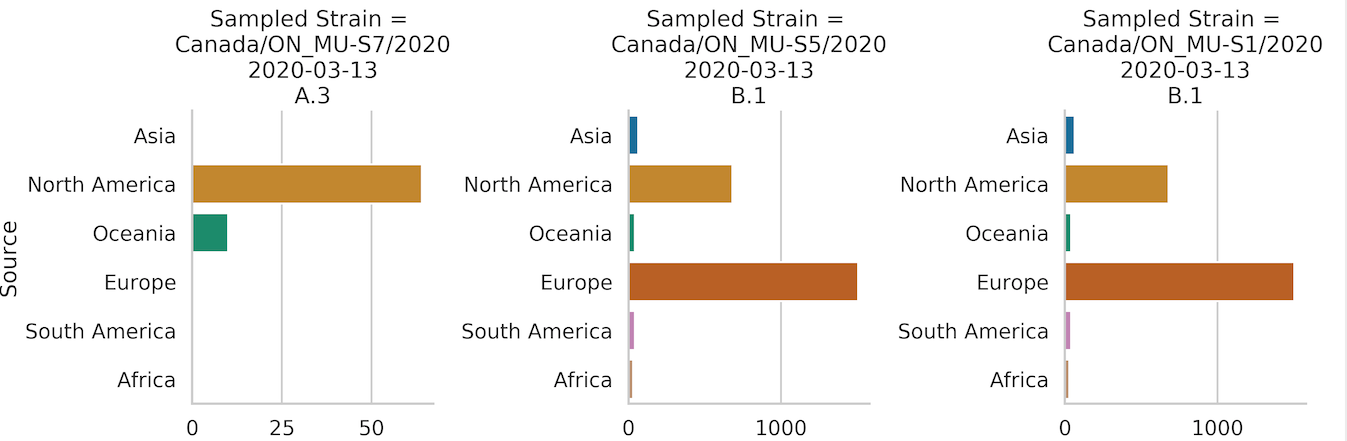 Sampled Strain =
Canada/ON_MU-S7/2020
2020-03-13
A.3
Source
Asia
North America
Oceania
Europe
South America
Africa
0 25 50
Sampled Strain =
Canada/ON_MU-S5/2020
2020-03-13
B.1
Asia
North America
Oceania
Europe
South America
Africa
0 1000
Sampled Strain =
Canada/ON_MU-S1/2020
2020-03-13
B.1
Asia
North America
Oceania
Europe
South America
Africa
0 1000